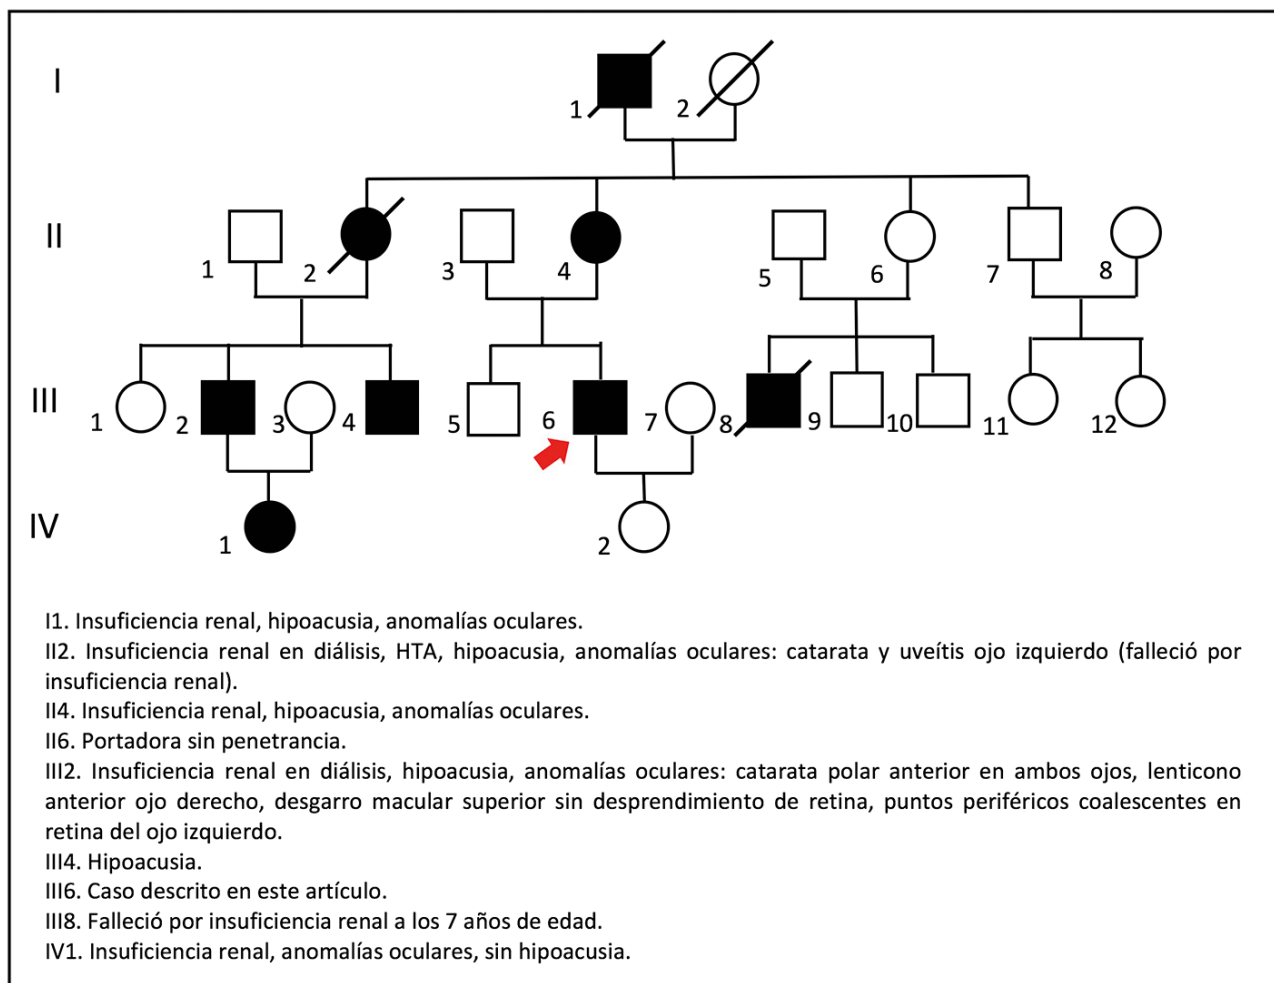 I
1 2
II
1 2 3 4 5 6 7 8
III
1 2 3 4 5 6 7 8 9 10 11 12
IV
1 2
I1. Insuficiencia renal, hipoacusia, anomalías oculares.
II2. Insuficiencia renal en diálisis, HTA, hipoacusia, anomalías oculares: catarata y uveítis ojo izquierdo (falleció por
insuficiencia renal).
II4. Insuficiencia renal, hipoacusia, anomalías oculares.
II6. Portadora sin penetrancia.
III2. Insuficiencia renal en diálisis, hipoacusia, anomalías oculares: catarata polar anterior en ambos ojos, lenticono
anterior ojo derecho, desgarro macular superior sin desprendimiento de retina, puntos periféricos coalescentes en
retina del ojo izquierdo.
III4. Hipoacusia.
III6. Caso descrito en este artículo.
III8. Falleció por insuficiencia renal a los 7 años de edad.
IV1. Insuficiencia renal, anomalías oculares, sin hipoacusia.